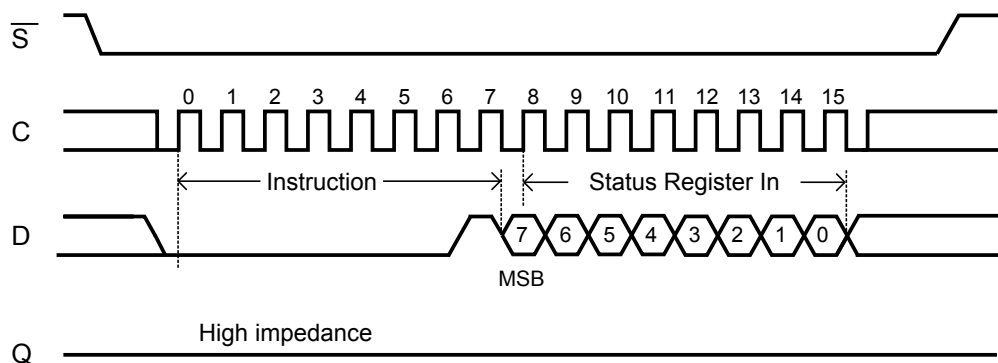 S
0 1 2 3 4 5 6 7 8 9 10 11 12 13 14 15
C
Instruction Status Register In
D 7 6 5 4 3 2 1 0
MSB
High impedance
Q